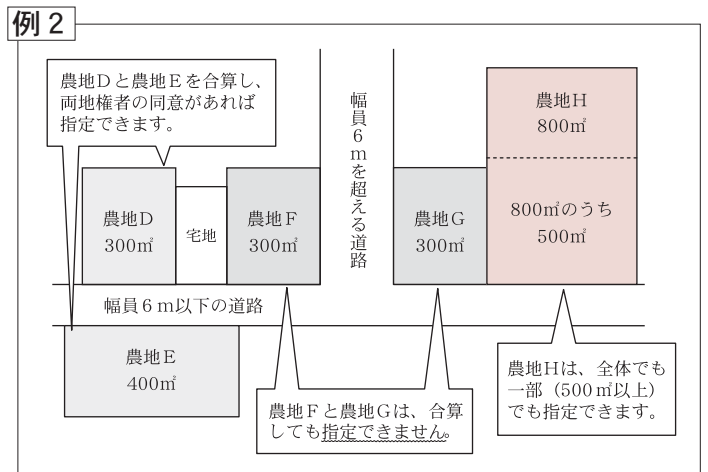 例２
農地Ｄと農地Ｅを合算し、
両地権者の同意があれば
指定できます。
幅員６ｍを超える道路
農地Ｈ
800㎡
農地Ｄ
300㎡
宅地
農地Ｆ
300㎡
農地Ｇ
300㎡
800㎡のうち
500㎡
幅員６ｍ以下の道路
農地Ｅ
400㎡
農地Ｆと農地Ｇは、合算
しても指定できません。
農地Ｈは、全体でも
一部（500㎡以上）
でも指定できます。